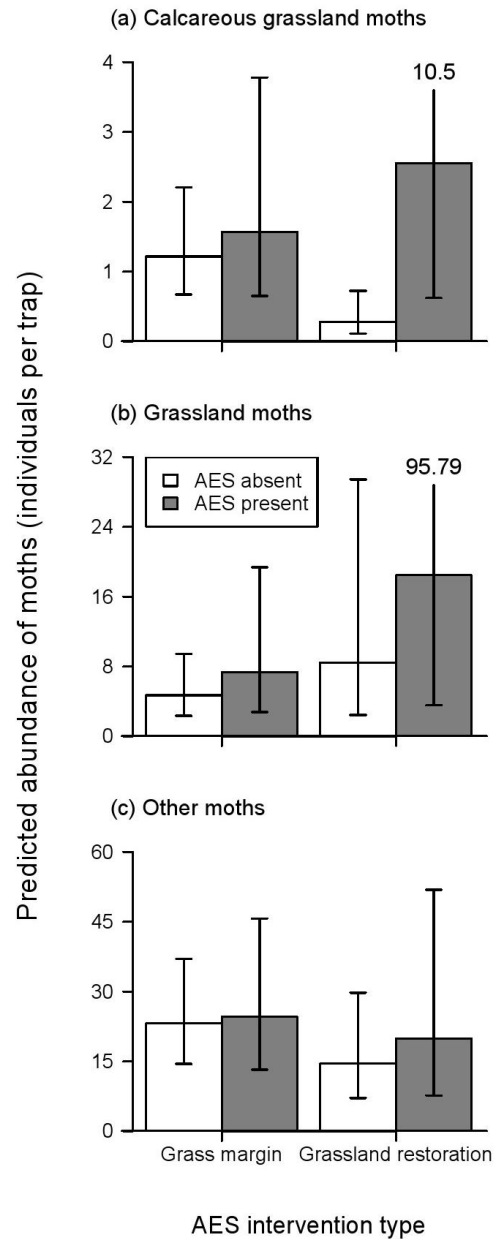 (a) Calcareous grassland moths
10.5
4
3
2
1
0
(b) Grassland moths
95.79
32
24
16
8
0
AES absent
AES present
(c) Other moths
60
45
30
15
0
Grass margin
Grassland restoration
Predicted abundance of moths (individuals per trap)
AES intervention type